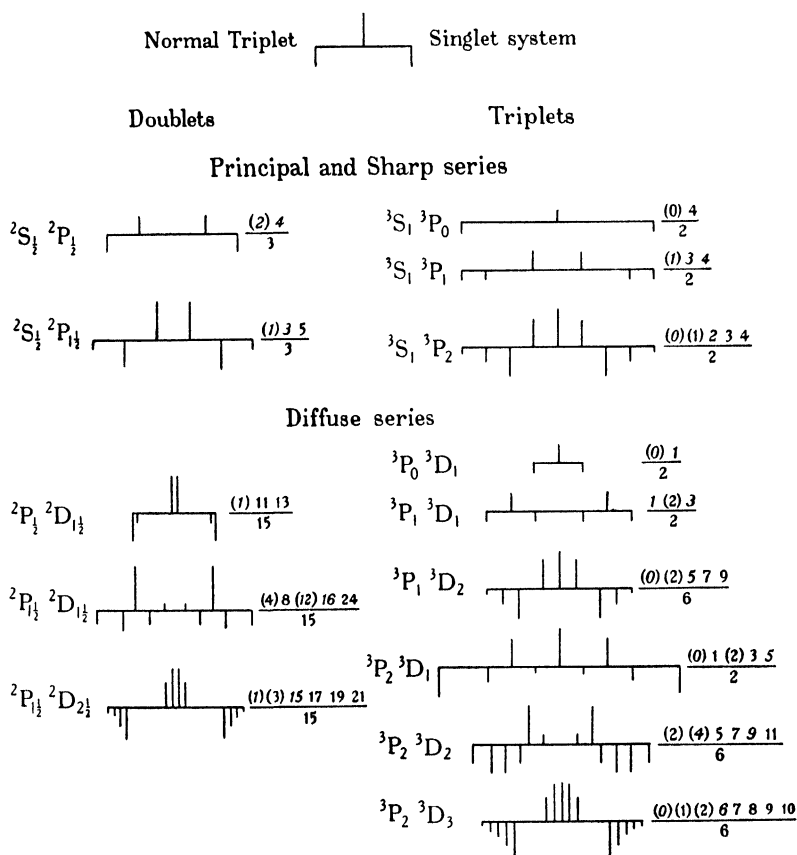 Normal Triplet Singlet system
Doublets Triplets
Principal and Sharp series
²S½ ²P½ (2) 4 / 3
³S₁ ³P₀ (0) 4 / 2
³S₁ ³P₁ (1) 3 4 / 2
²S½ ²P₁½ (1) 3 5 / 3
³S₁ ³P₂ (0)(1) 2 3 4 / 2
Diffuse series
³P₀ ³D₁ (0) 1 / 2
²P½ ²D₁½ (1) 11 13 / 15
³P₁ ³D₁ 1 (2) 3 / 2
³P₁ ³D₂ (0) (2) 5 7 9 / 6
²P₁½ ²D₁½ (4) 8 (12) 16 24 / 15
³P₂ ³D₁ (0) 1 (2) 3 5 / 2
²P₁½ ²D₂½ (1) (3) 15 17 19 21 / 15
³P₂ ³D₂ (2) (4) 5 7 9 11 / 6
³P₂ ³D₃ (0)(1)(2) 6 7 8 9 10 / 6